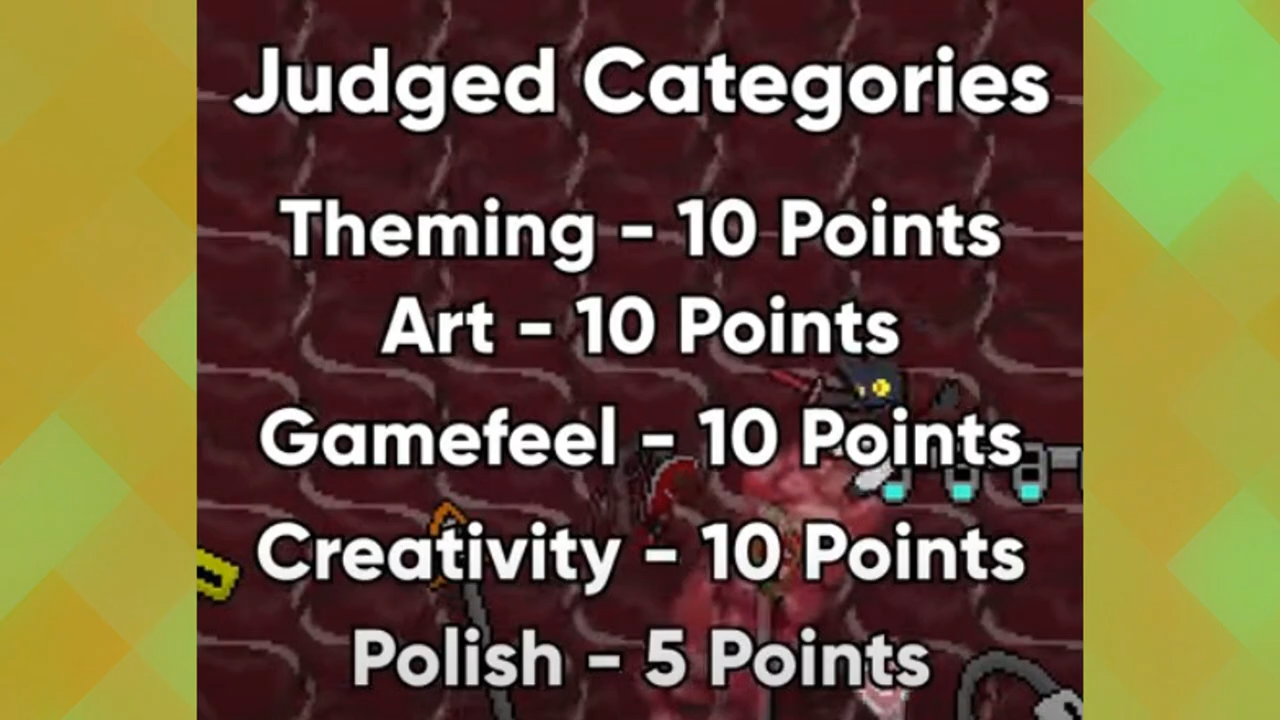 Judged Categories
Theming – 10 Points
Art – 10 Points
Gamefeel – 10 Points
Creativity – 10 Points
Polish – 5 Points